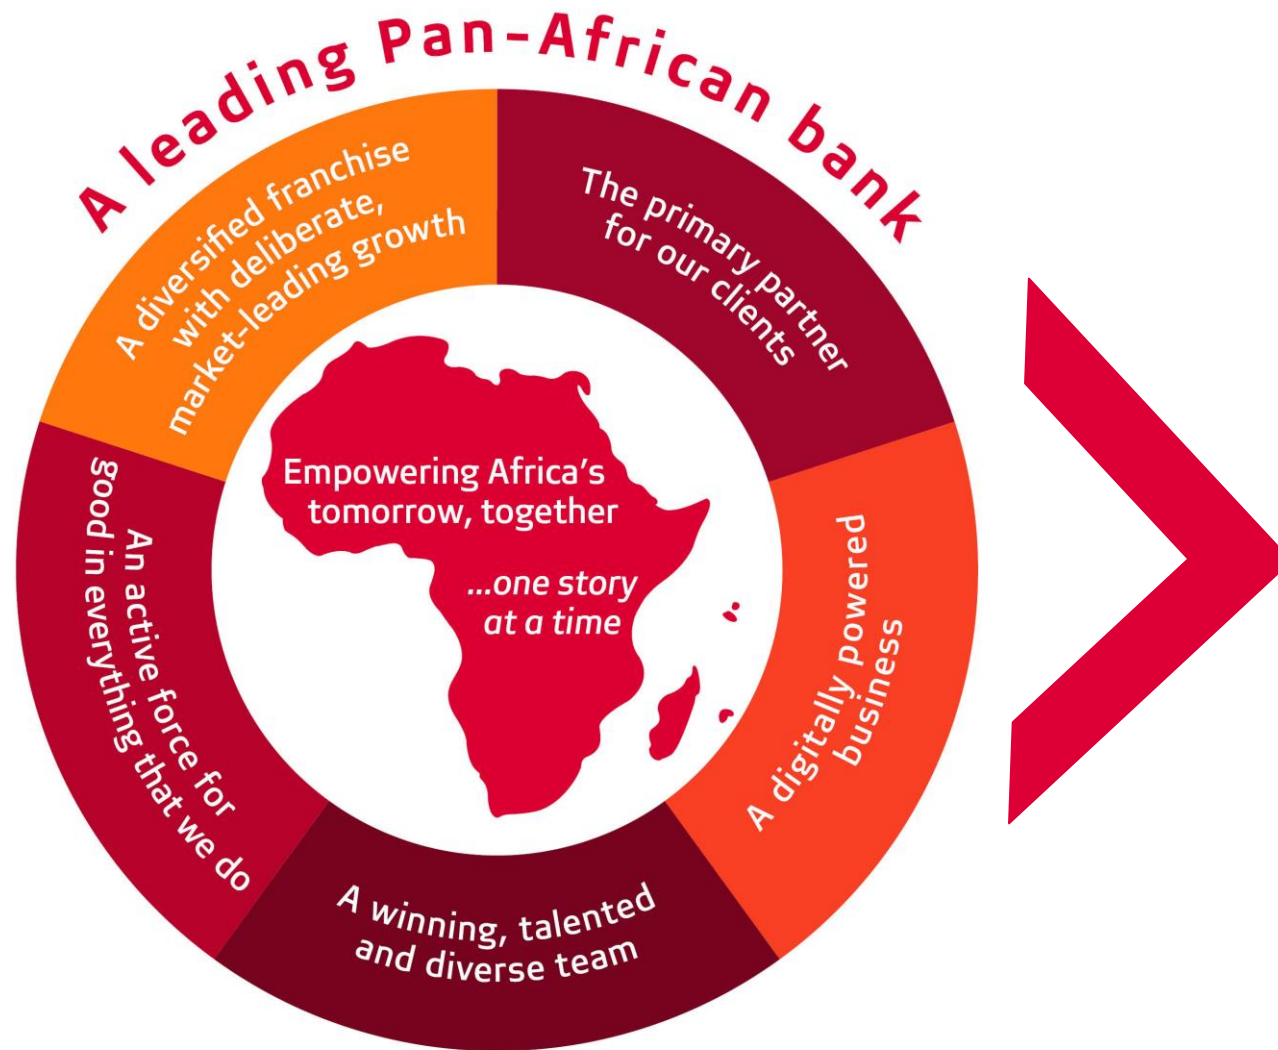 A leading Pan-African bank
A diversified franchise
with deliberate,
market-leading growth
The primary partner
for our clients
A digitally powered
business
A winning, talented
and diverse team
An active force for
good in everything that we do
Empowering Africa’s
tomorrow, together
...one story
at a time